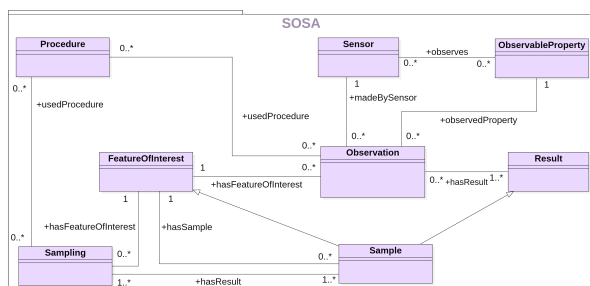 SOSA
Procedure
Sensor
ObservableProperty
0..*
+observes
0..*
0..*
0..*
1
1
+usedProcedure
+madeBySensor
+usedProcedure
+observedProperty
0..*
0..*
0..*
FeatureOfInterest
Observation
Result
1
0..*
+hasFeatureOfInterest
0..*
+hasResult
1..*
1
1
+hasFeatureOfInterest
+hasSample
0..*
Sampling
0..*
0..*
Sample
1..*
+hasResult
1..*